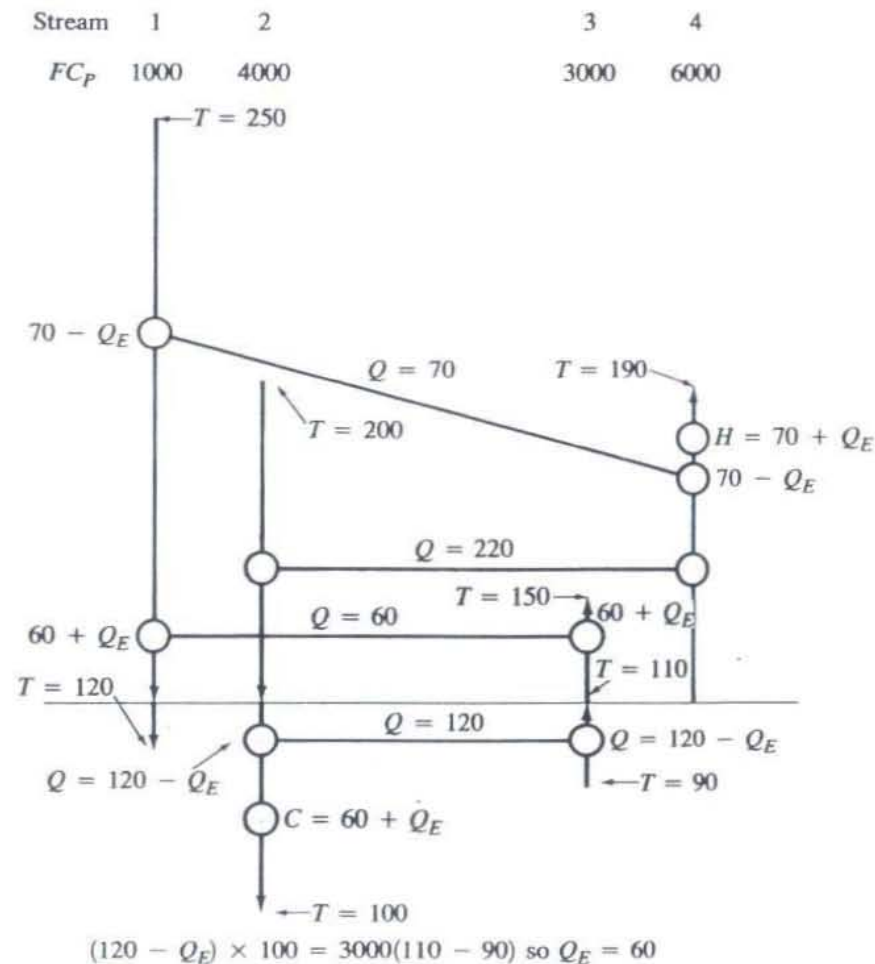 Stream 1 2 3 4
FC_P 1000 4000 3000 6000
T = 250
70 − Q_E
Q = 70
T = 190
T = 200
H = 70 + Q_E
70 − Q_E
Q = 220
T = 150
60 + Q_E
Q = 60
60 + Q_E
T = 120
T = 110
Q = 120
Q = 120 − Q_E
Q = 120 − Q_E
T = 90
C = 60 + Q_E
T = 100
(120 − Q_E) × 100 = 3000(110 − 90) so Q_E = 60